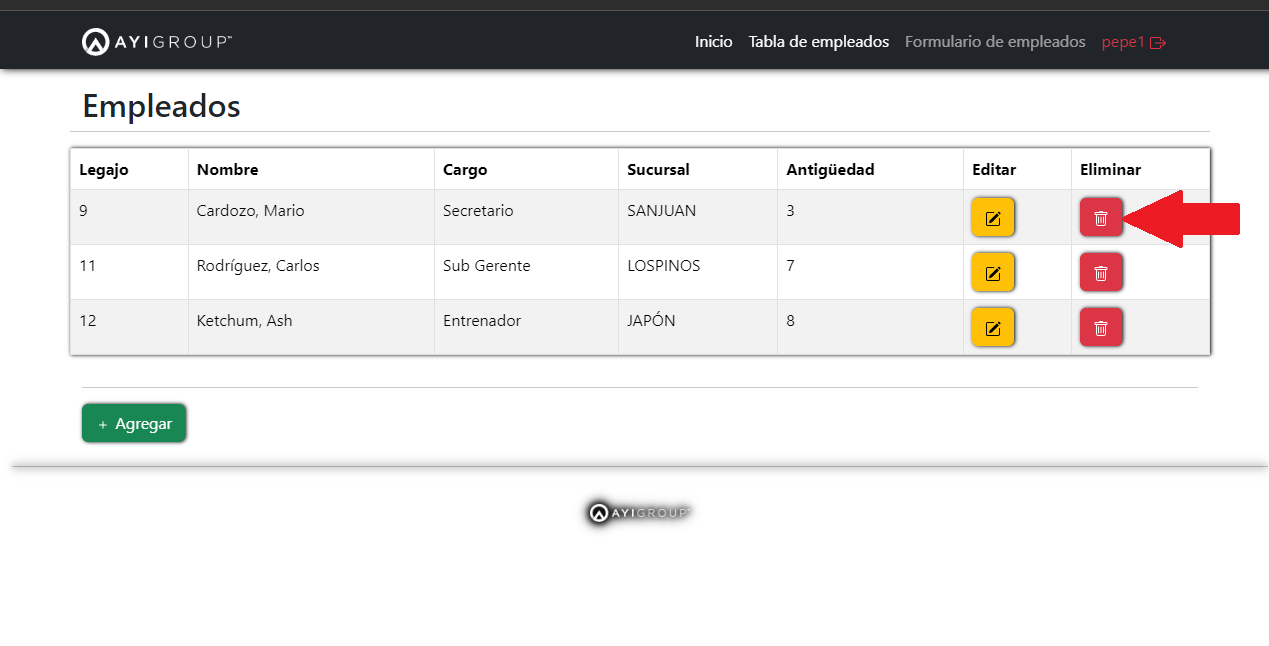 AYIGROUP™ Inicio Tabla de empleados Formulario de empleados pepe1
Empleados
Legajo Nombre Cargo Sucursal Antigüedad Editar Eliminar
9 Cardozo, Mario Secretario SANJUAN 3
11 Rodríguez, Carlos Sub Gerente LOSPINOS 7
12 Ketchum, Ash Entrenador JAPÓN 8
+ Agregar
AYIGROUP™